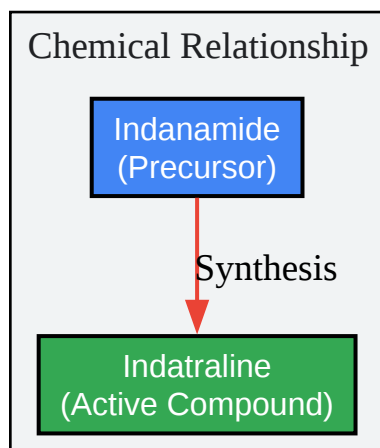 Chemical Relationship
Indanamide
(Precursor)
Synthesis
Indatraline
(Active Compound)